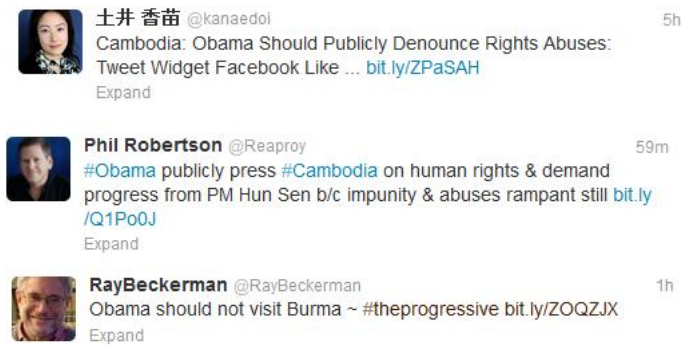 土井 香苗 @kanaedoi 5h
Cambodia: Obama Should Publicly Denounce Rights Abuses:
Tweet Widget Facebook Like ... bit.ly/ZPaSAH
Expand
Phil Robertson @Reaproy 59m
#Obama publicly press #Cambodia on human rights & demand
progress from PM Hun Sen b/c impunity & abuses rampant still bit.ly
/Q1Po0J
Expand
RayBeckerman @RayBeckerman 1h
Obama should not visit Burma ~ #theprogressive bit.ly/ZOQZJX
Expand